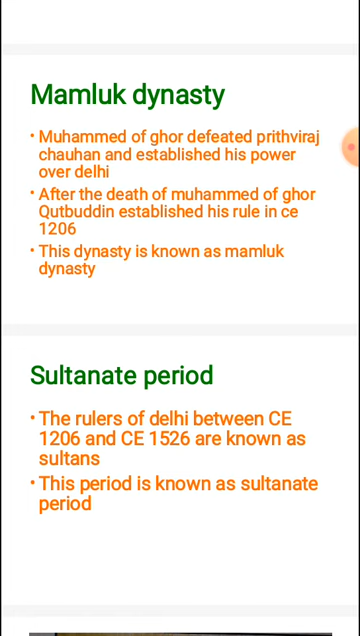 Mamluk dynasty
• Muhammed of ghor defeated prithviraj
chauhan and established his power
over delhi
• After the death of muhammed of ghor
Qutbuddin established his rule in ce
1206
• This dynasty is known as mamluk
dynasty
Sultanate period
• The rulers of delhi between CE
1206 and CE 1526 are known as
sultans
• This period is known as sultanate
period